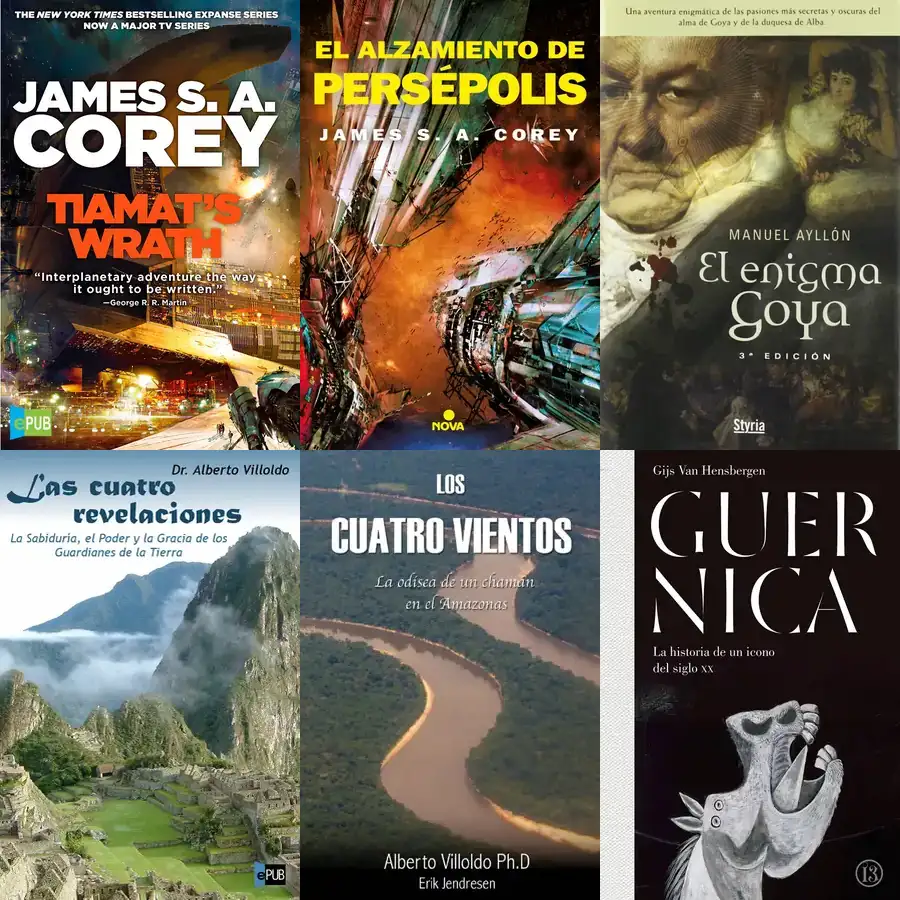 THE NEW YORK TIMES BESTSELLING EXPANSE SERIES
NOW A MAJOR TV SERIES
JAMES S. A.
COREY
TIAMAT'S
WRATH
"Interplanetary adventure the way
it ought to be written."
—George R. R. Martin
ePUB
EL ALZAMIENTO DE
PERSÉPOLIS
JAMES S. A. COREY
NOVA
Una aventura enigmática de las pasiones más secretas y oscuras del
alma de Goya y de la duquesa de Alba.
MANUEL AYLLÓN
El enigma
Goya
3ª EDICIÓN
Styria
Dr. Alberto Villoldo
Las cuatro
revelaciones
La Sabiduria, el Poder y la Gracia de los
Guardianes de la Tierra
ePUB
LOS
CUATRO VIENTOS
La odisea de un chamán
en el Amazonas
Alberto Villoldo Ph.D
Erik Jendresen
Gijs Van Hensbergen
GUER
NICA
La historia de un icono
del siglo XX
13